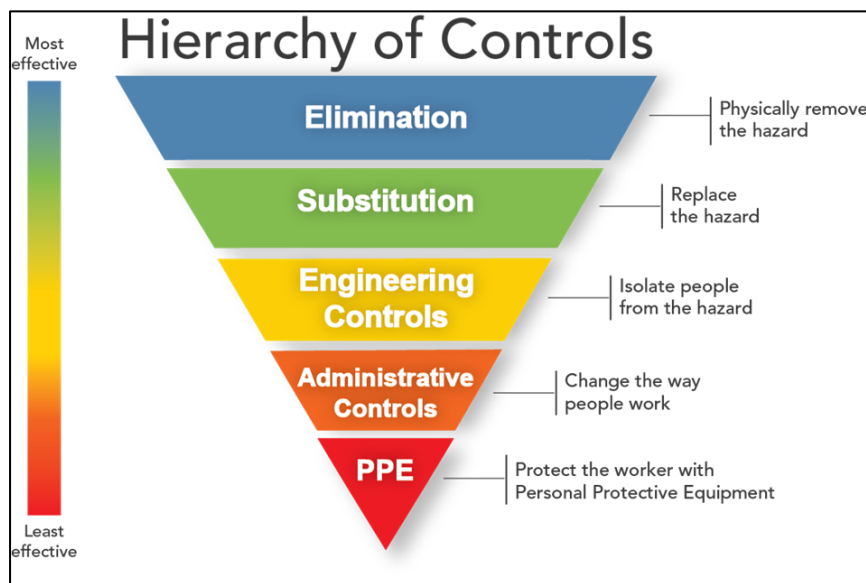 Hierarchy of Controls
Most
effective
Elimination
Physically remove
the hazard
Substitution
Replace
the hazard
Engineering
Controls
Isolate people
from the hazard
Administrative
Controls
Change the way
people work
PPE
Protect the worker with
Personal Protective Equipment
Least
effective